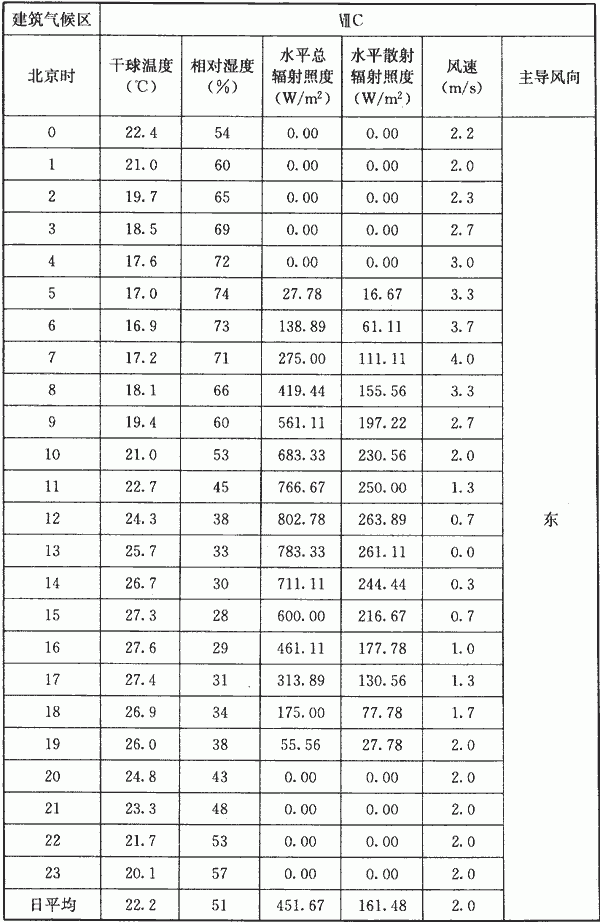 建筑气候区 ⅦC
北京时 干球温度(℃) 相对湿度(%) 水平总辐射照度(W/m²) 水平散射辐射照度(W/m²) 风速(m/s) 主导风向
0 22.4 54 0.00 0.00 2.2
1 21.0 60 0.00 0.00 2.0
2 19.7 65 0.00 0.00 2.3
3 18.5 69 0.00 0.00 2.7
4 17.6 72 0.00 0.00 3.0
5 17.0 74 27.78 16.67 3.3
6 16.9 73 138.89 61.11 3.7
7 17.2 71 275.00 111.11 4.0
8 18.1 66 419.44 155.56 3.3
9 19.4 60 561.11 197.22 2.7
10 21.0 53 683.33 230.56 2.0
11 22.7 45 766.67 250.00 1.3
12 24.3 38 802.78 263.89 0.7 东
13 25.7 33 783.33 261.11 0.0
14 26.7 30 711.11 244.44 0.3
15 27.3 28 600.00 216.67 0.7
16 27.6 29 461.11 177.78 1.0
17 27.4 31 313.89 130.56 1.3
18 26.9 34 175.00 77.78 1.7
19 26.0 38 55.56 27.78 2.0
20 24.8 43 0.00 0.00 2.0
21 23.3 48 0.00 0.00 2.0
22 21.7 53 0.00 0.00 2.0
23 20.1 57 0.00 0.00 2.0
日平均 22.2 51 451.67 161.48 2.0